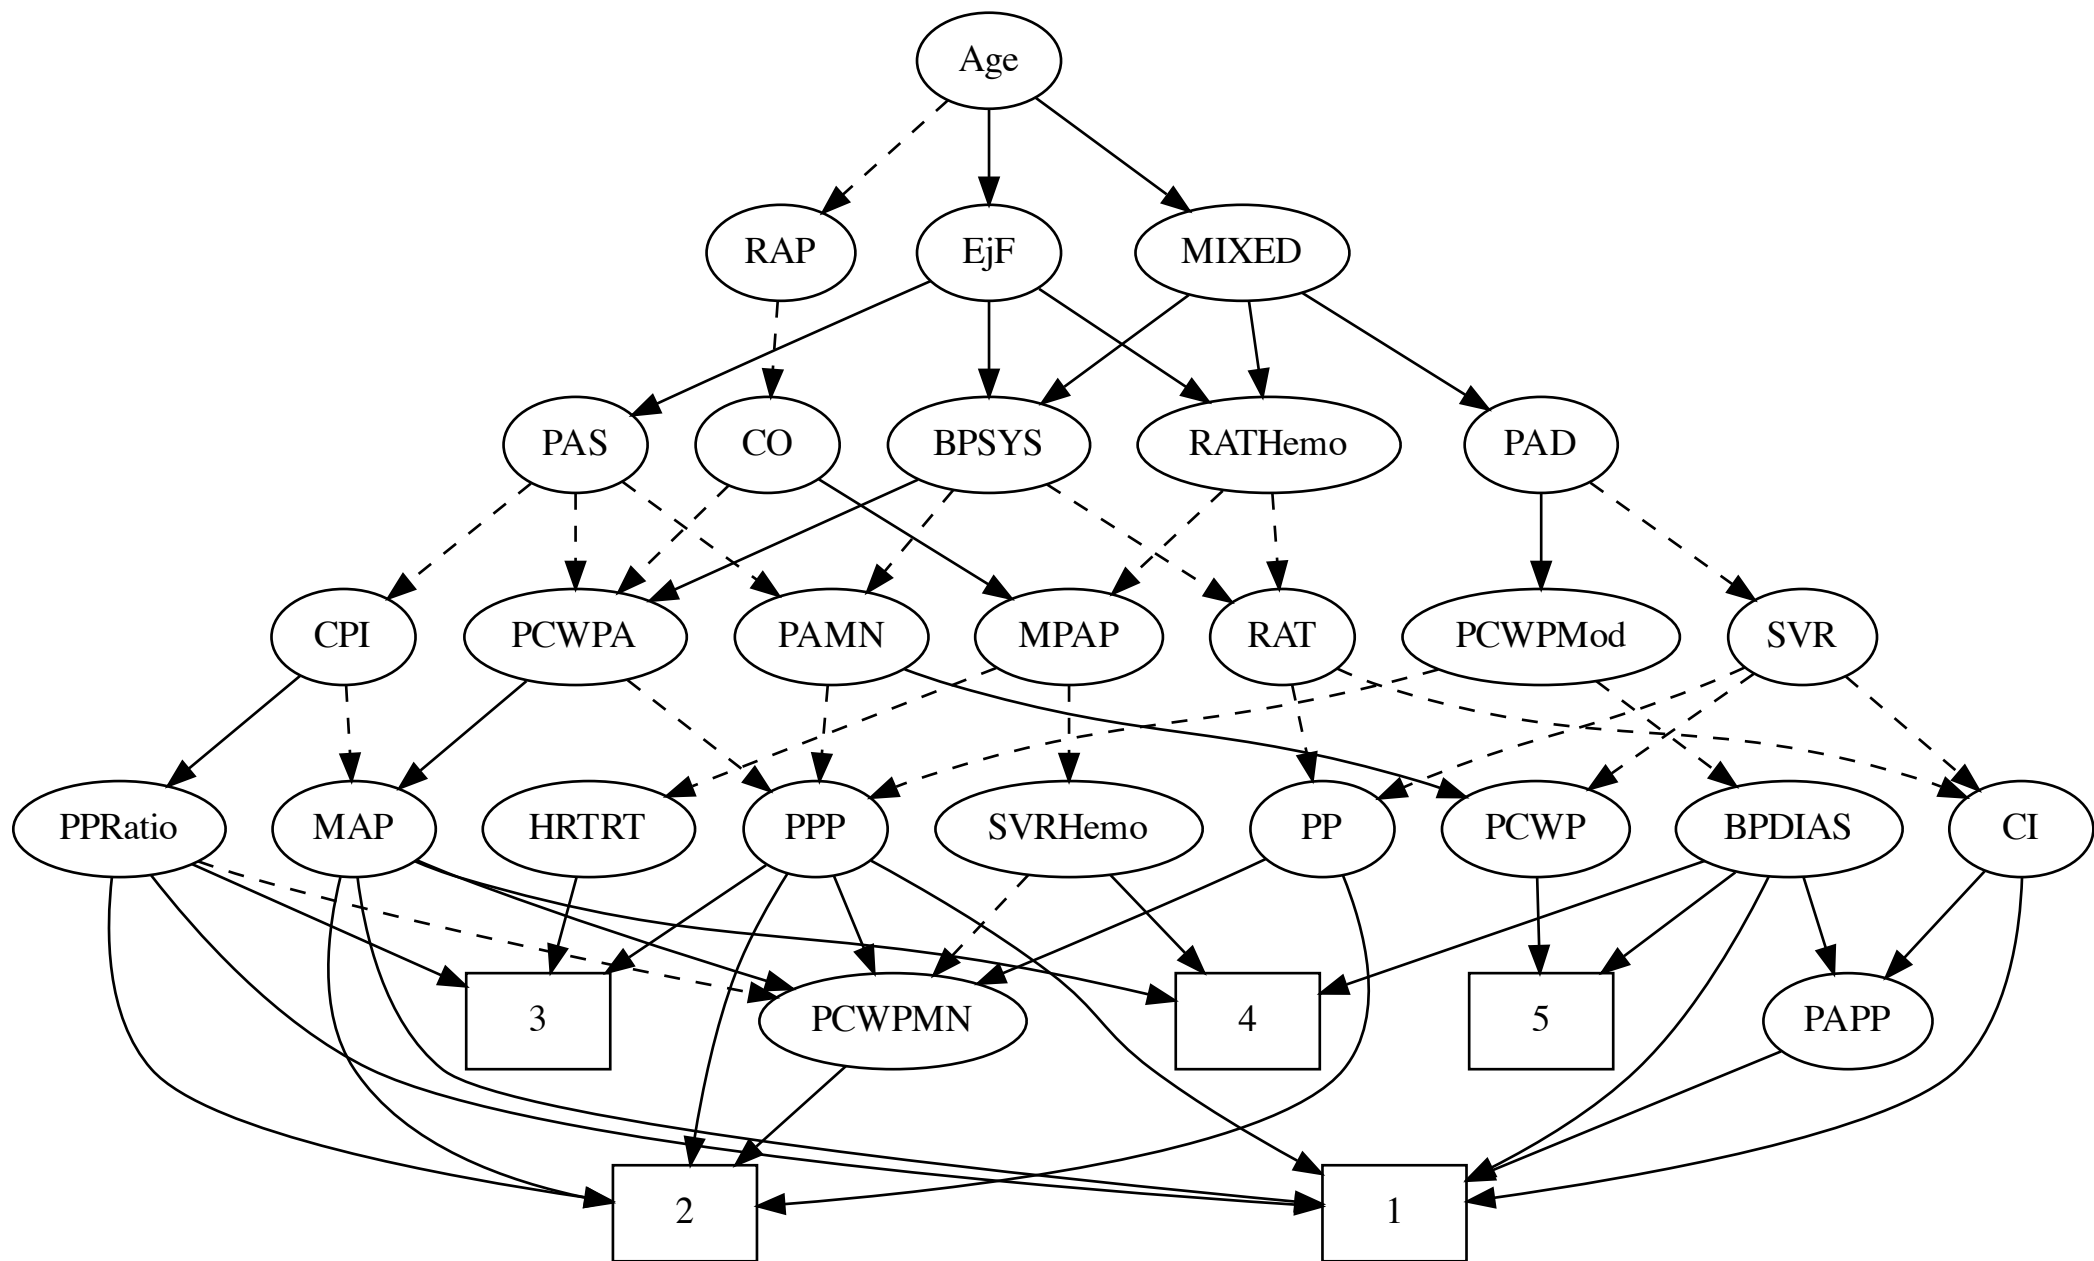 Age
RAP
EjF
MIXED
PAS
CO
BPSYS
RATHemo
PAD
CPI
PCWPA
PAMN
MPAP
RAT
PCWPMod
SVR
PPRatio
MAP
HRTRT
PPP
SVRHemo
PP
PCWP
BPDIAS
CI
3
PCWPMN
4
5
PAPP
2
1